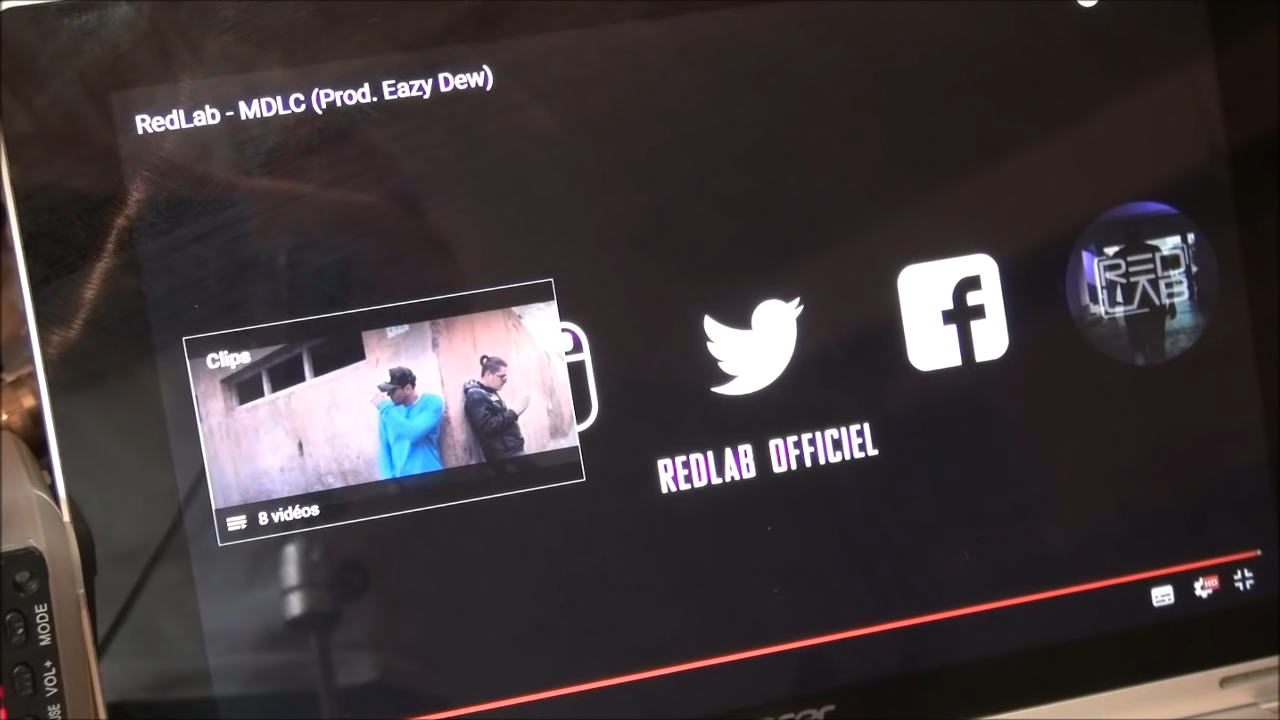 RedLab - MDLC (Prod. Eazy Dew)
RED
LAB
Clips
REDLAB OFFICIEL
8 vidéos
HD
MODE
VOL+